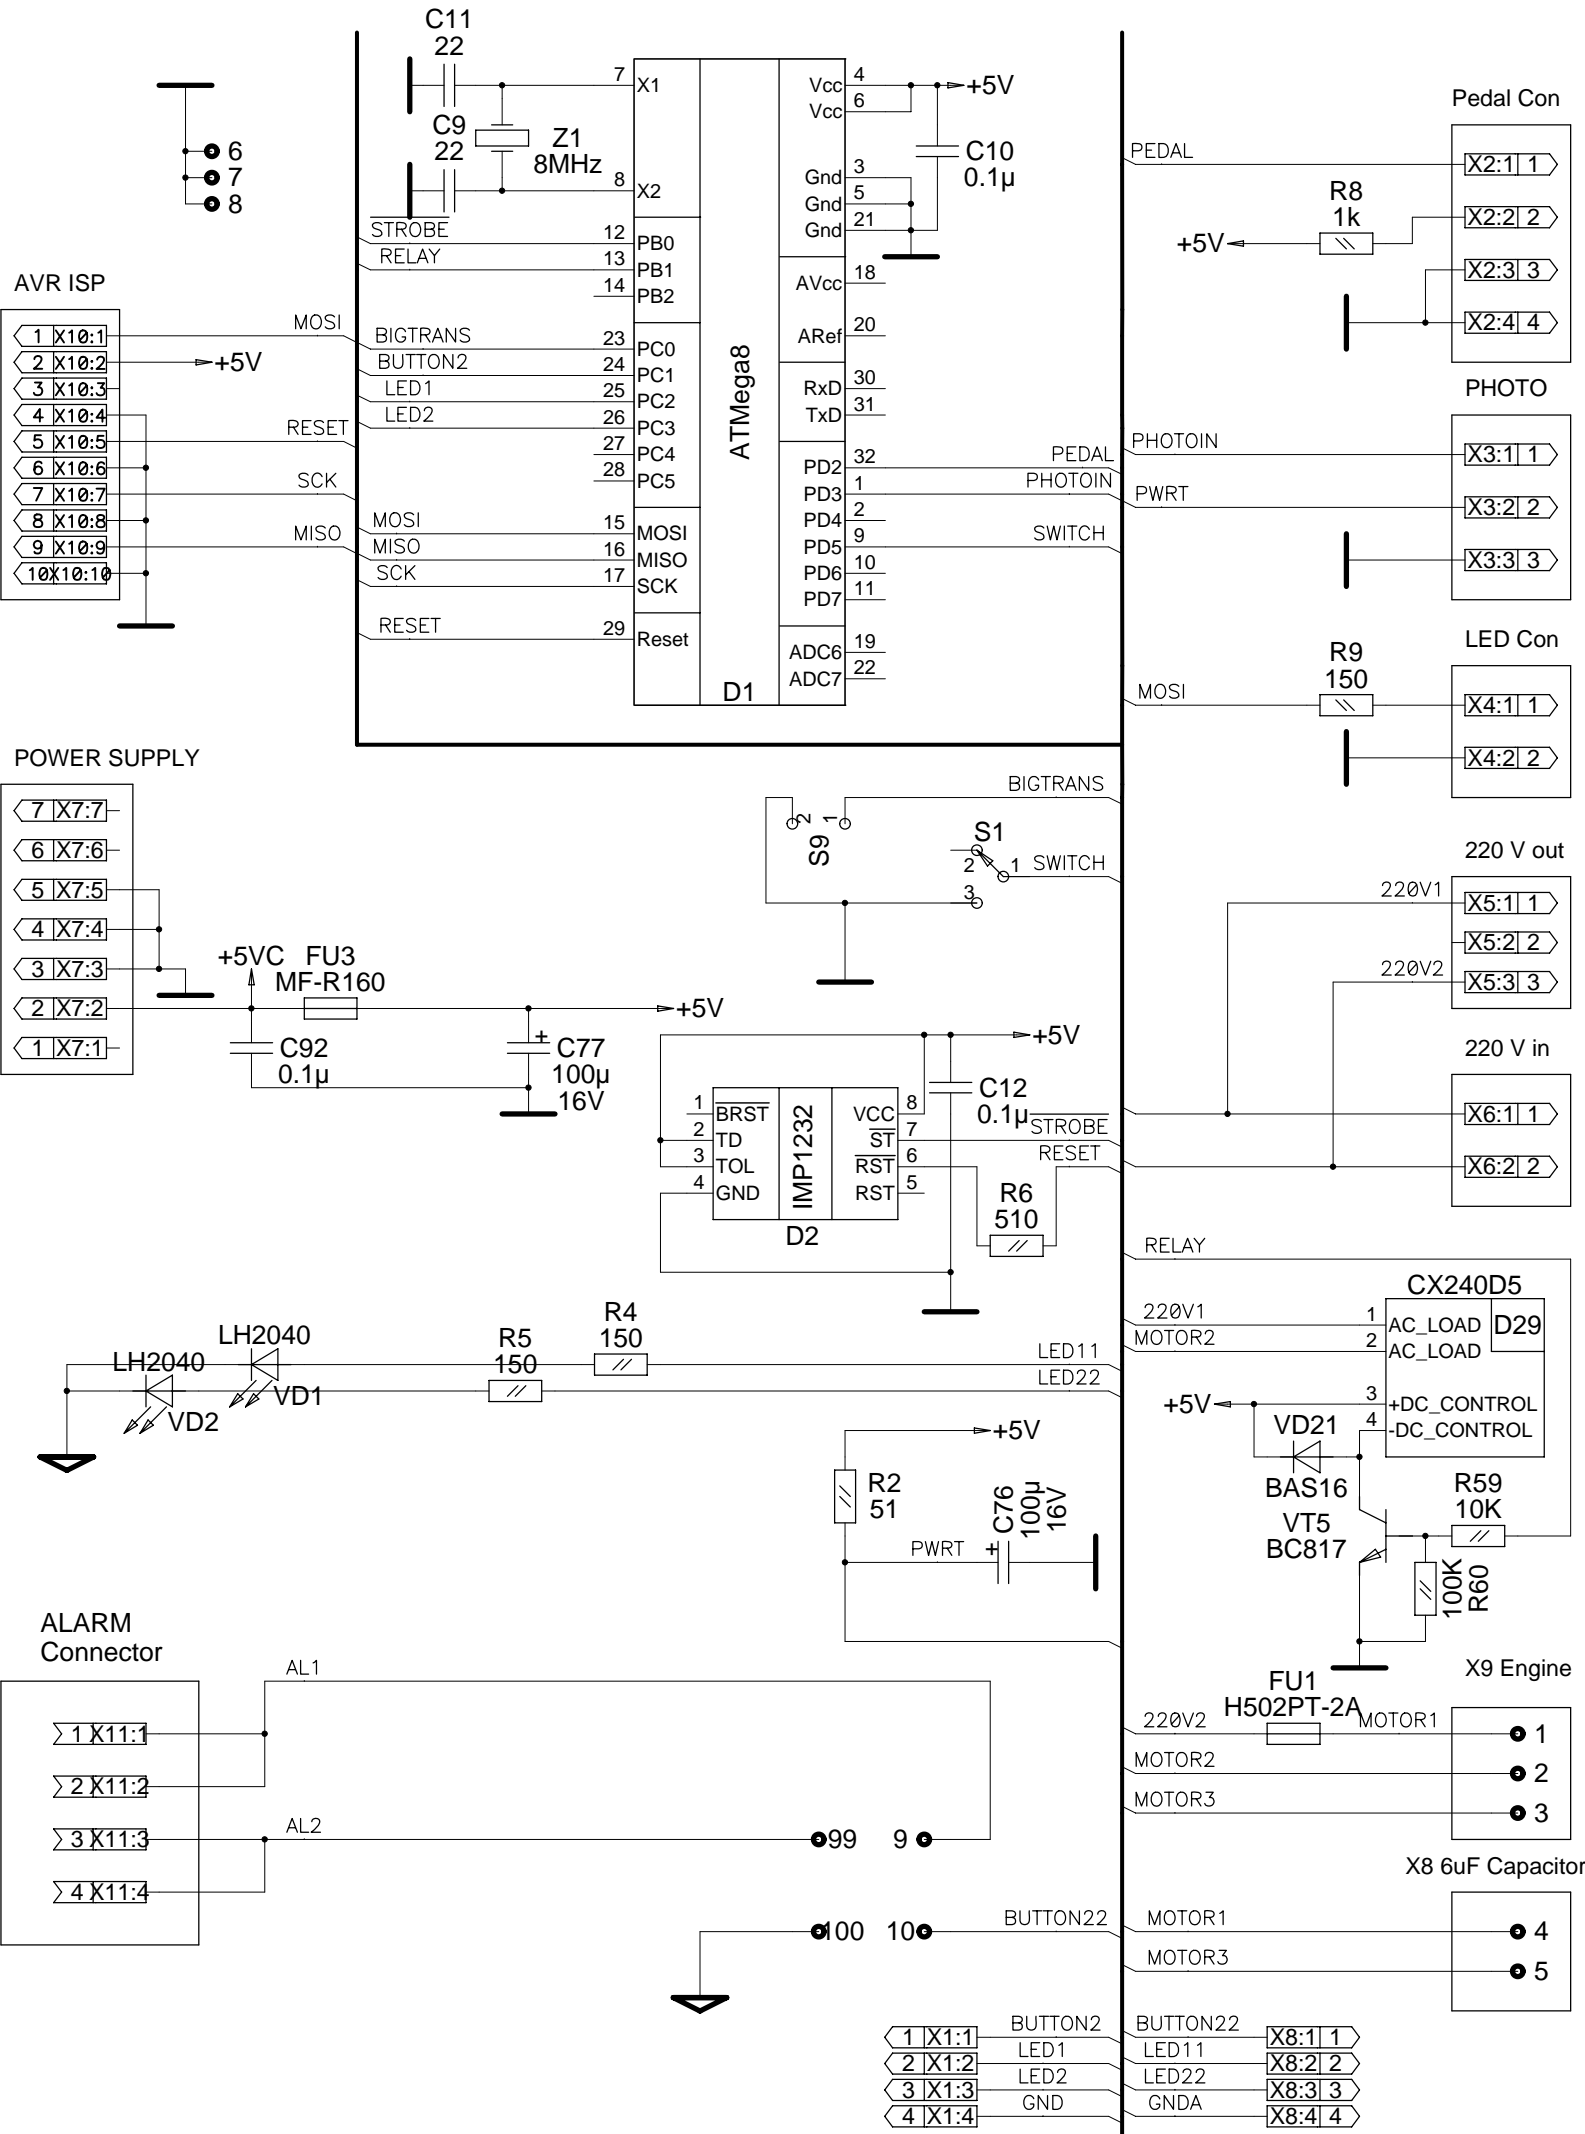 C11
22
C9
22
Z1
8MHz
6
7
8
7 X1
8 X2
STROBE 12 PB0
RELAY 13 PB1
14 PB2
BIGTRANS 23 PC0
BUTTON2 24 PC1
LED1 25 PC2
LED2 26 PC3
27 PC4
28 PC5
MOSI 15 MOSI
MISO 16 MISO
SCK 17 SCK
RESET 29 Reset
ATMega8
D1
Vcc 4 +5V
Vcc 6
C10
0.1µ
Gnd 3
Gnd 5
Gnd 21
AVcc 18
ARef 20
RxD 30
TxD 31
PD2 32 PEDAL
PD3 1 PHOTOIN
PD4 2
PD5 9 SWITCH
PD6 10
PD7 11
ADC6 19
ADC7 22
AVR ISP
1 X10:1 MOSI
2 X10:2 +5V
3 X10:3
4 X10:4
5 X10:5 RESET
6 X10:6
7 X10:7 SCK
8 X10:8
9 X10:9 MISO
10 X10:10
Pedal Con
PEDAL X2:1 1
R8
1k
+5V X2:2 2
X2:3 3
X2:4 4
PHOTO
PHOTOIN X3:1 1
PWRT X3:2 2
X3:3 3
LED Con
R9
150
MOSI X4:1 1
X4:2 2
POWER SUPPLY
7 X7:7
6 X7:6
5 X7:5
4 X7:4
3 X7:3
2 X7:2
1 X7:1
+5VC
FU3
MF-R160
+5V
C92
0.1µ
C77
100µ
16V
+
BIGTRANS
2 1
S9
S1
2 1 SWITCH
3
220 V out
220V1 X5:1 1
X5:2 2
220V2 X5:3 3
220 V in
X6:1 1
X6:2 2
+5V
C12
0.1µ
1 BRST
2 TD
3 TOL
4 GND
IMP1232
VCC 8
ST 7 STROBE
RST 6 RESET
RST 5
D2
R6
510
RELAY
CX240D5
D29
220V1 1 AC_LOAD
MOTOR2 2 AC_LOAD
+5V 3 +DC_CONTROL
4 -DC_CONTROL
VD21
BAS16
VT5
BC817
R59
10K
100K
R60
LH2040
VD1
LH2040
VD2
R4
150
R5
150
LED11
LED22
+5V
R2
51
C76
100µ
16V
+
PWRT
ALARM
Connector
1 X11:1
2 X11:2
3 X11:3
4 X11:4
AL1
AL2
99 9
100 10 BUTTON22
X9 Engine
FU1
H502PT-2A
220V2 MOTOR1 1
MOTOR2 2
MOTOR3 3
X8 6uF Capacitor
MOTOR1 4
MOTOR3 5
1 X1:1 BUTTON2
2 X1:2 LED1
3 X1:3 LED2
4 X1:4 GND
BUTTON22 X8:1 1
LED11 X8:2 2
LED22 X8:3 3
GNDA X8:4 4